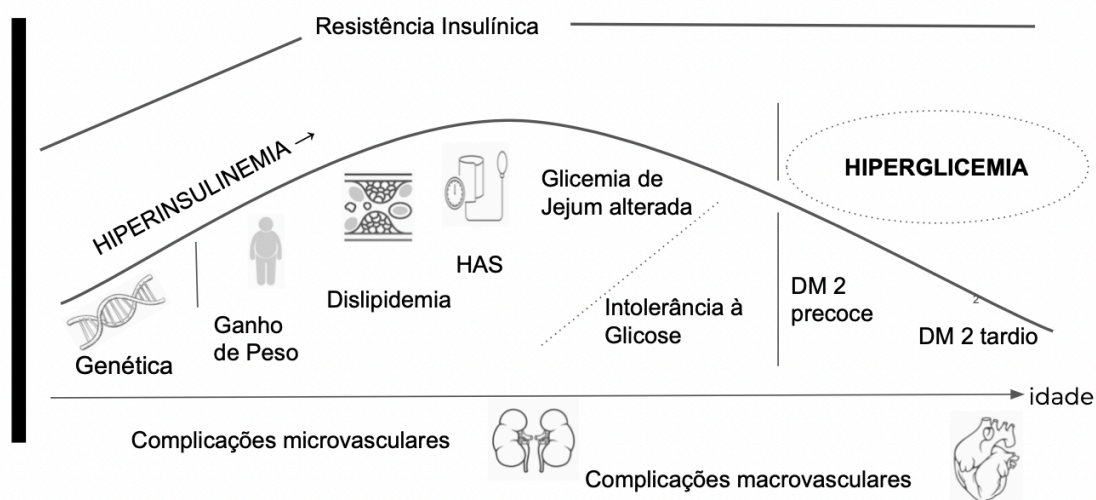 Resistência Insulínica
HIPERINSULINEMIA →
HIPERGLICEMIA
Glicemia de
Jejum alterada
HAS
Dislipidemia
Intolerância à
Glicose
DM 2
precoce
2
DM 2 tardio
Ganho
de Peso
Genética
idade
Complicações microvasculares
Complicações macrovasculares